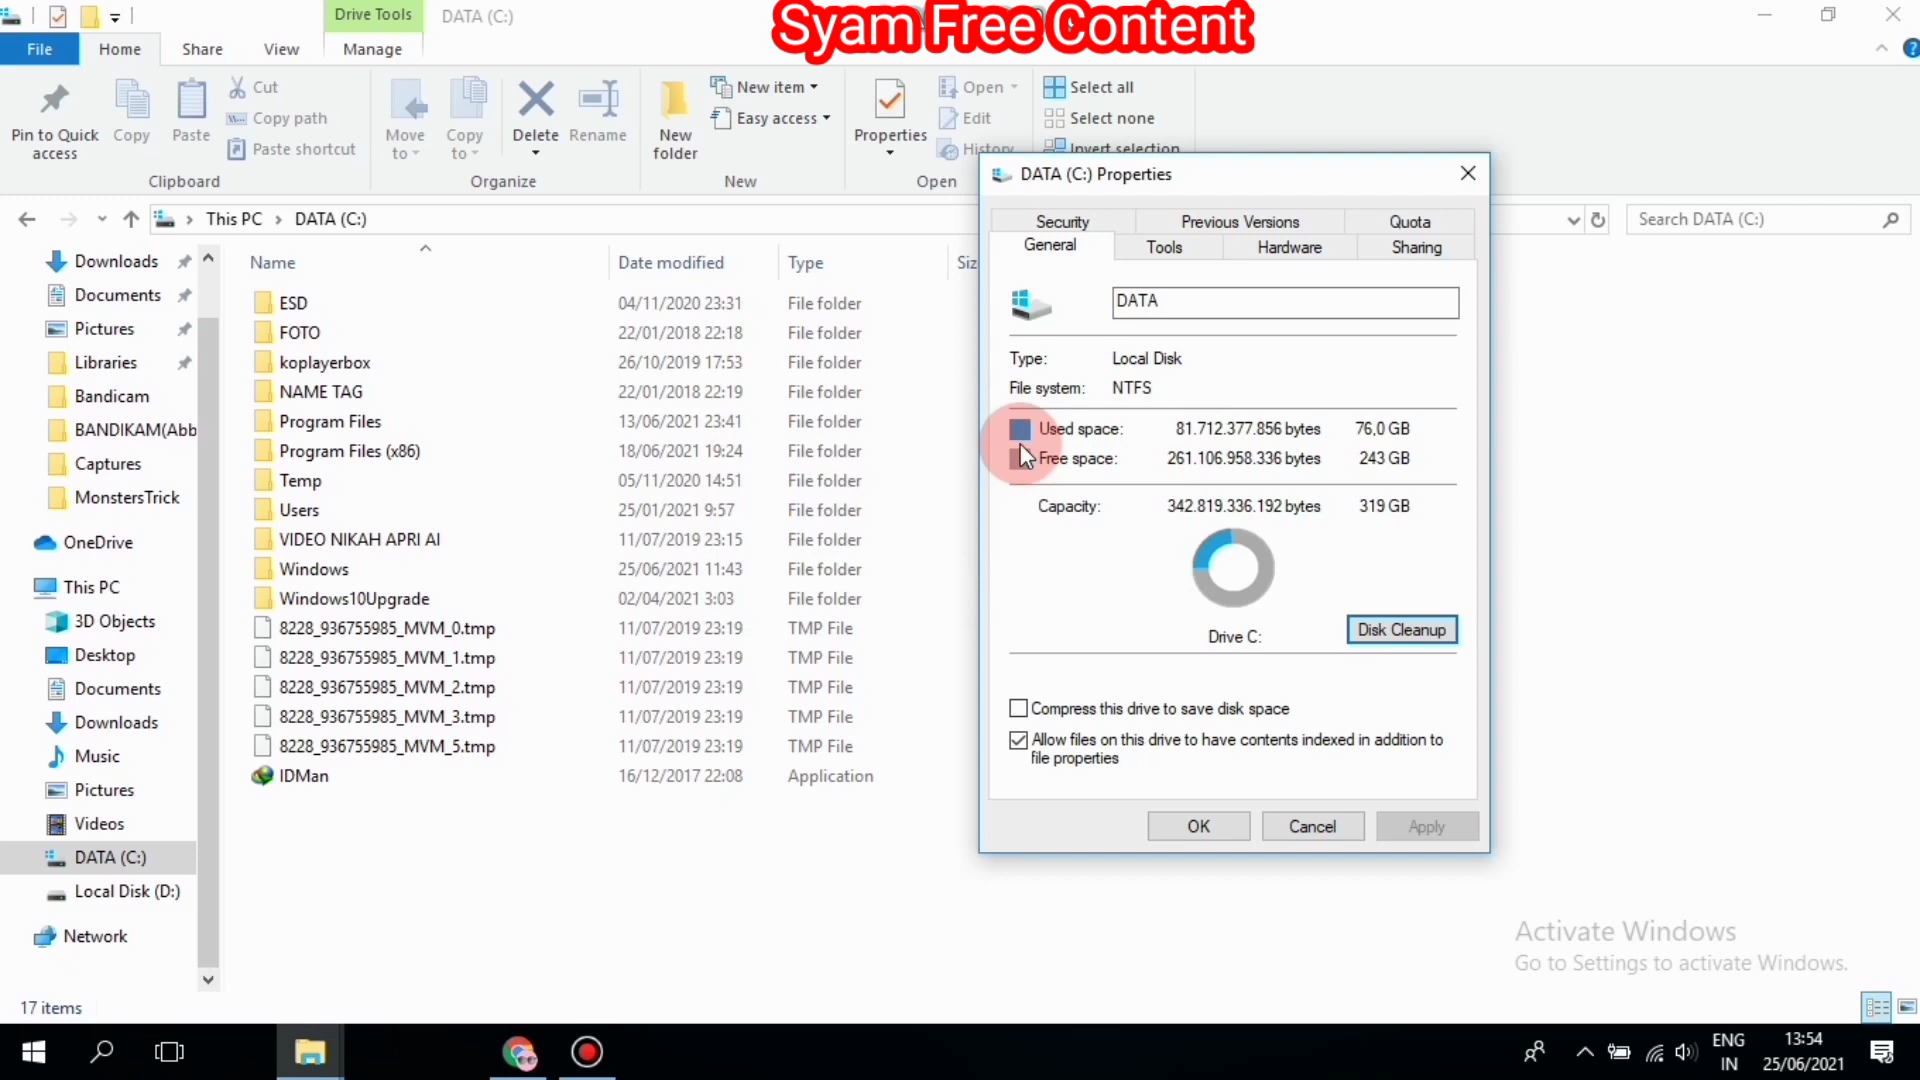 Syam Free Content
Drive Tools
DATA (C:)
File
Home
Share
View
Manage
Pin to Quick
access
Copy
Paste
Cut
Copy path
Paste shortcut
Clipboard
Move
to
Copy
to
Delete
Rename
Organize
New
folder
New item
Easy access
New
Properties
Open
Edit
History
Open
Select all
Select none
Invert selection
This PC
DATA (C:)
Search DATA (C:)
Downloads
Documents
Pictures
Libraries
Bandicam
BANDIKAM(Abb
Captures
MonstersTrick
OneDrive
This PC
3D Objects
Desktop
Documents
Downloads
Music
Pictures
Videos
DATA (C:)
Local Disk (D:)
Network
17 items
Name Date modified Type Siz
ESD 04/11/2020 23:31 File folder
FOTO 22/01/2018 22:18 File folder
koplayerbox 26/10/2019 17:53 File folder
NAME TAG 22/01/2018 22:19 File folder
Program Files 13/06/2021 23:41 File folder
Program Files (x86) 18/06/2021 19:24 File folder
Temp 05/11/2020 14:51 File folder
Users 25/01/2021 9:57 File folder
VIDEO NIKAH APRI AI 11/07/2019 23:15 File folder
Windows 25/06/2021 11:43 File folder
Windows10Upgrade 02/04/2021 3:03 File folder
8228_936755985_MVM_0.tmp 11/07/2019 23:19 TMP File
8228_936755985_MVM_1.tmp 11/07/2019 23:19 TMP File
8228_936755985_MVM_2.tmp 11/07/2019 23:19 TMP File
8228_936755985_MVM_3.tmp 11/07/2019 23:19 TMP File
8228_936755985_MVM_5.tmp 11/07/2019 23:19 TMP File
IDMan 16/12/2017 22:08 Application
DATA (C:) Properties
Security Previous Versions Quota
General Tools Hardware Sharing
DATA
Type: Local Disk
File system: NTFS
Used space: 81.712.377.856 bytes 76,0 GB
Free space: 261.106.958.336 bytes 243 GB
Capacity: 342.819.336.192 bytes 319 GB
Drive C:
Disk Cleanup
Compress this drive to save disk space
Allow files on this drive to have contents indexed in addition to
file properties
OK Cancel Apply
Activate Windows
Go to Settings to activate Windows.
ENG
IN
13:54
25/06/2021